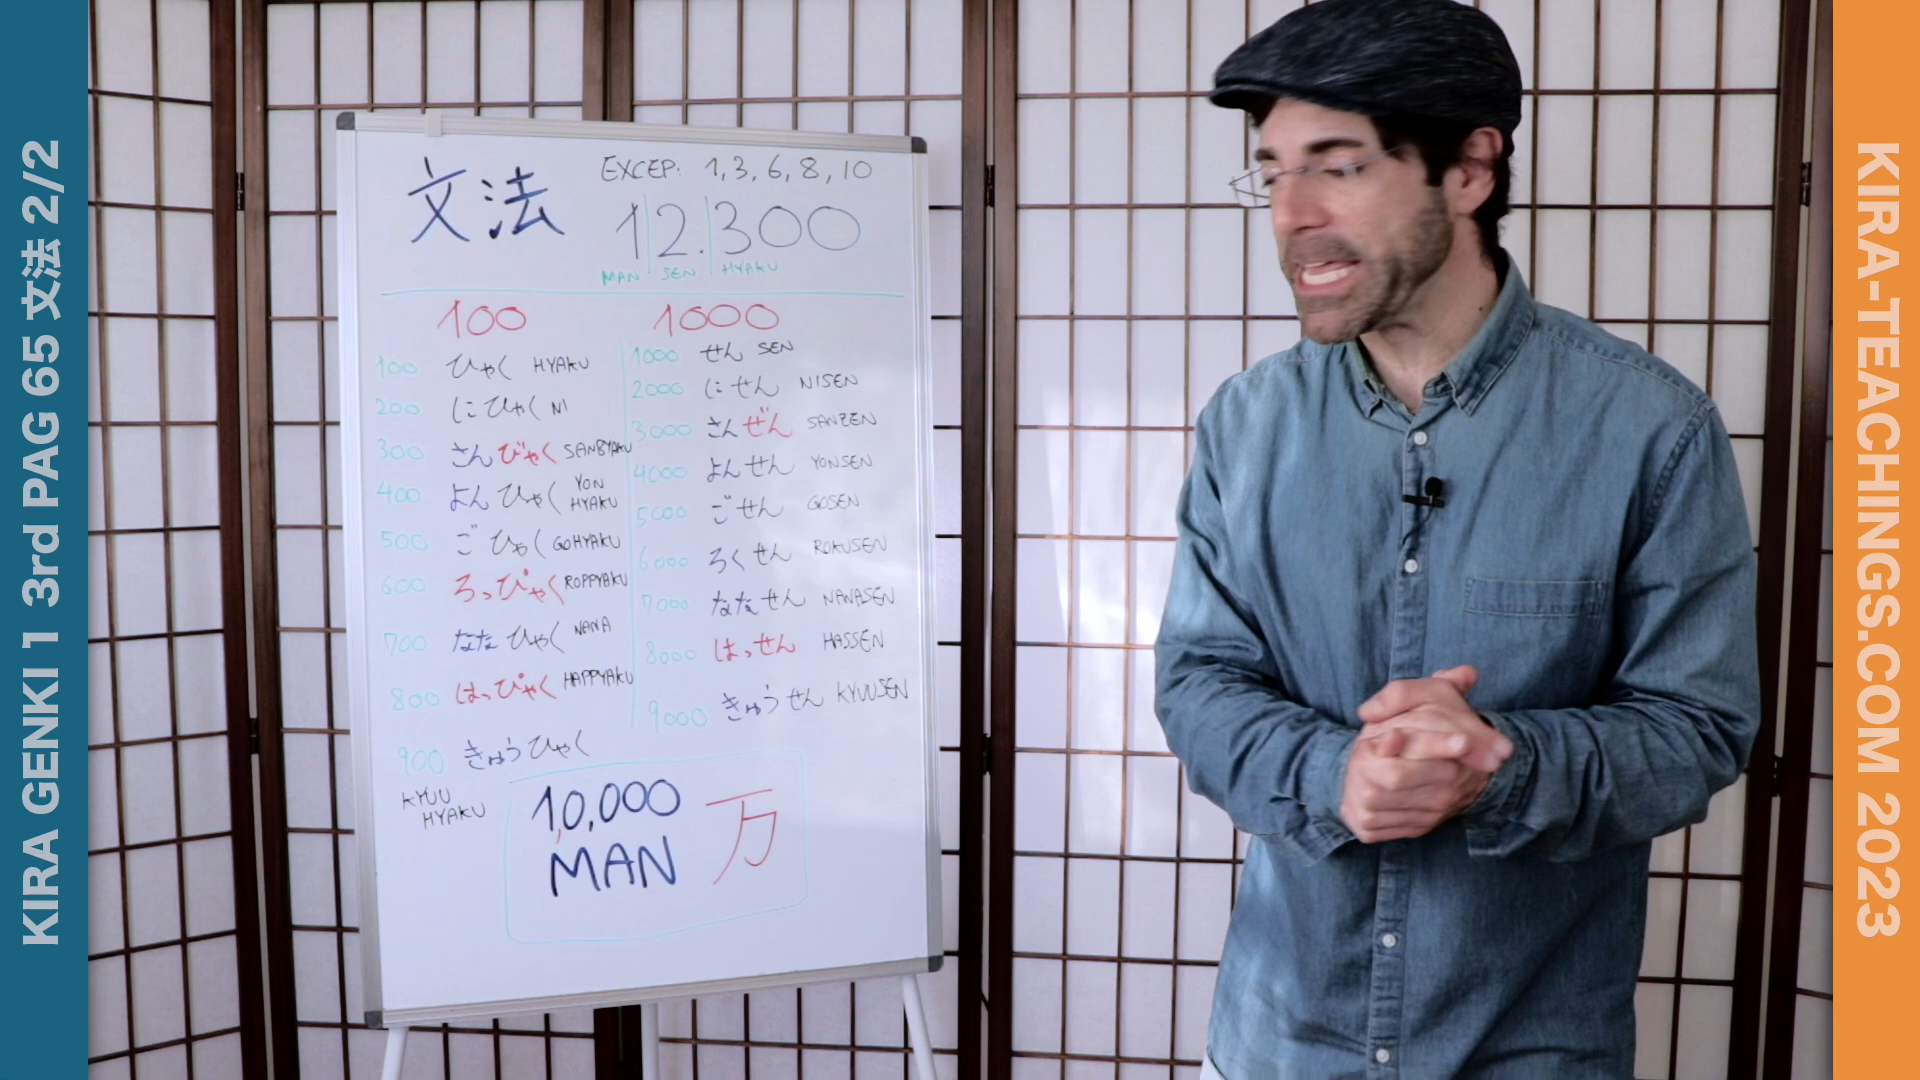 KIRA GENKI 1 3rd PAG 65 文法 2/2
文法
EXCEP: 1, 3, 6, 8, 10
12.300
MAN SEN HYAKU
100
100 ひゃく HYAKU
200 にひゃく NI
300 さんびゃく SANBYAKU
400 よんひゃく YON HYAKU
500 ごひゃく GOHYAKU
600 ろっぴゃく ROPPYAKU
700 ななひゃく NANA
800 はっぴゃく HAPPYAKU
900 きゅうひゃく
KYUU
HYAKU
1000
1000 せん SEN
2000 にせん NISEN
3000 さんぜん SANZEN
4000 よんせん YONSEN
5000 ごせん GOSEN
6000 ろくせん ROKUSEN
7000 ななせん NANASEN
8000 はっせん HASSEN
9000 きゅうせん KYUUSEN
10,000 万
MAN
KIRA-TEACHINGS.COM 2023